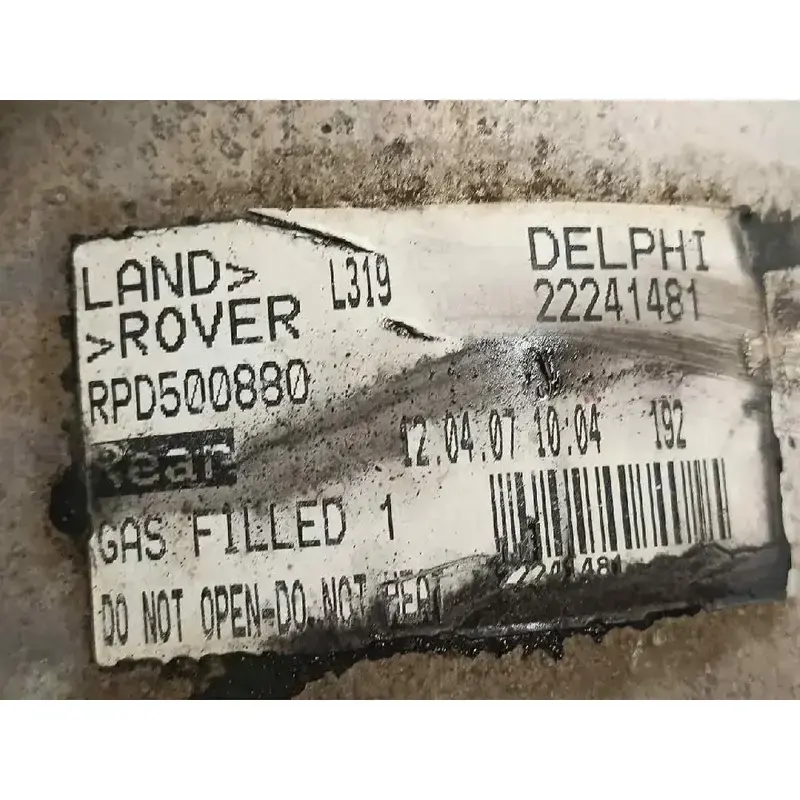 LAND>
>ROVER
L319
DELPHI
22241481
RPD500880
12.04.07 10:04 192
Rear
GAS FILLED 1
22241481
DO NOT OPEN-DO NOT HEAT